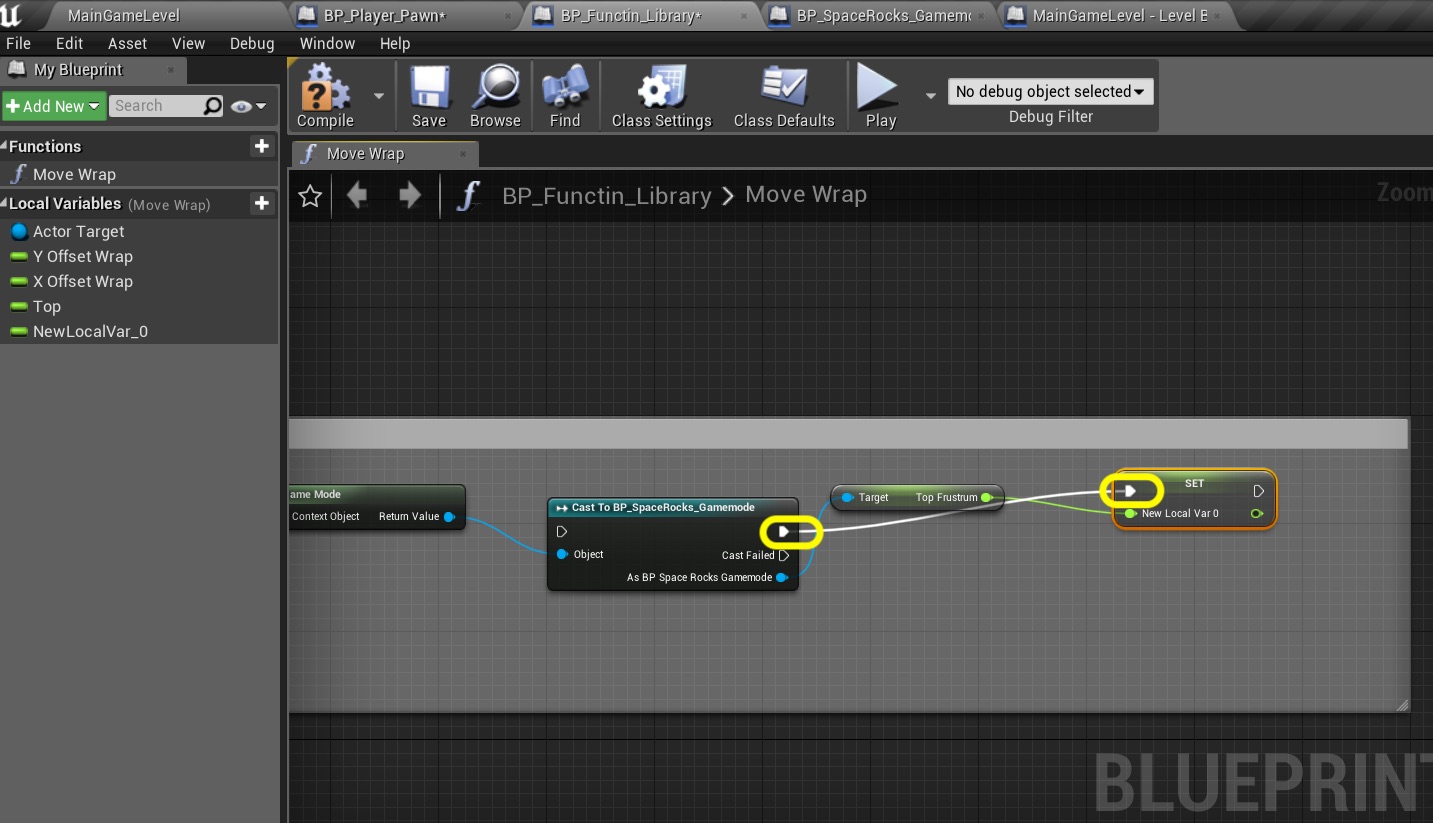 MainGameLevel
BP_Player_Pawn*
BP_Functin_Library*
BP_SpaceRocks_Gamem
MainGameLevel - Level B
File Edit Asset View Debug Window Help
My Blueprint
Add New
Search
Compile
Save
Browse
Find
Class Settings
Class Defaults
Play
No debug object selected
Debug Filter
Functions
Move Wrap
Local Variables (Move Wrap)
Actor Target
Y Offset Wrap
X Offset Wrap
Top
NewLocalVar_0
Move Wrap
BP_Functin_Library > Move Wrap
Zoom
ame Mode
Context Object Return Value
Cast To BP_SpaceRocks_Gamemode
Object
Cast Failed
As BP Space Rocks Gamemode
Target Top Frustrum
SET
New Local Var 0
BLUEPRINT